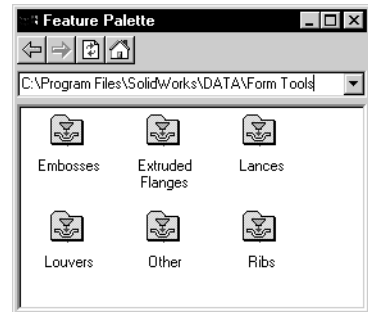 Feature Palette
C:\Program Files\SolidWorks\DATA\Form Tools
Embosses
Extruded
Flanges
Lances
Louvers
Other
Ribs